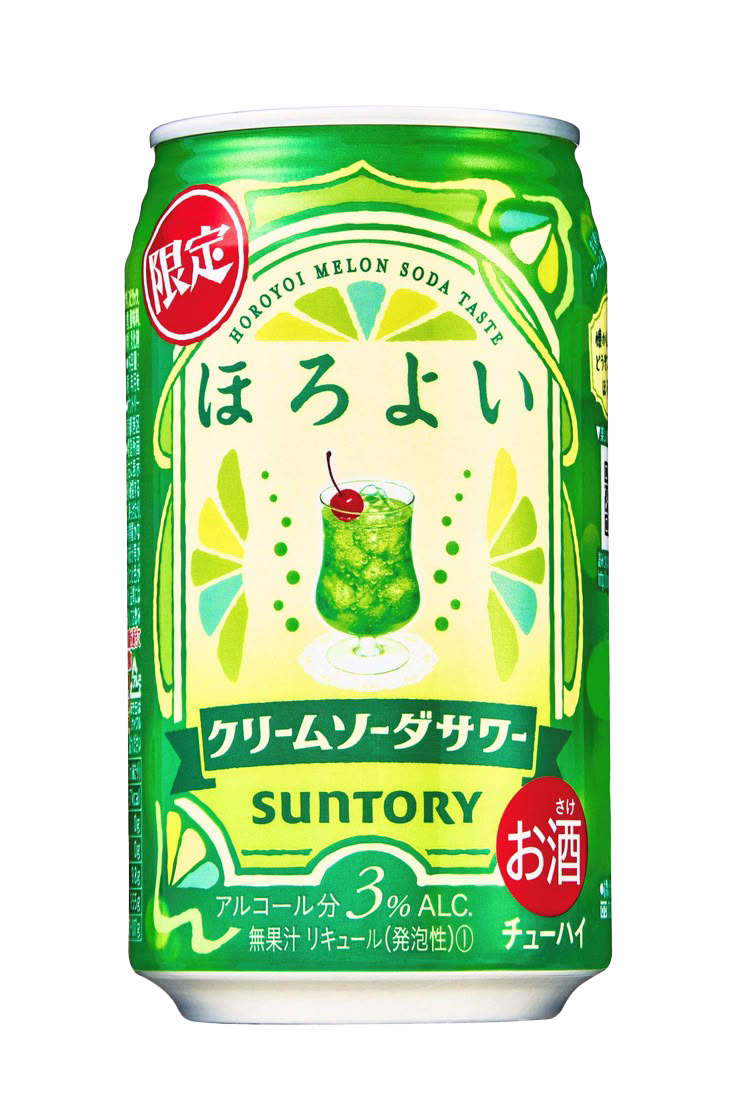 限定
HOROYOI MELON SODA TASTE
ほろよい
クリームソーダサワー
SUNTORY
さけ
お酒
アルコール分3%ALC.
無果汁 リキュール(発泡性)①
チューハイ